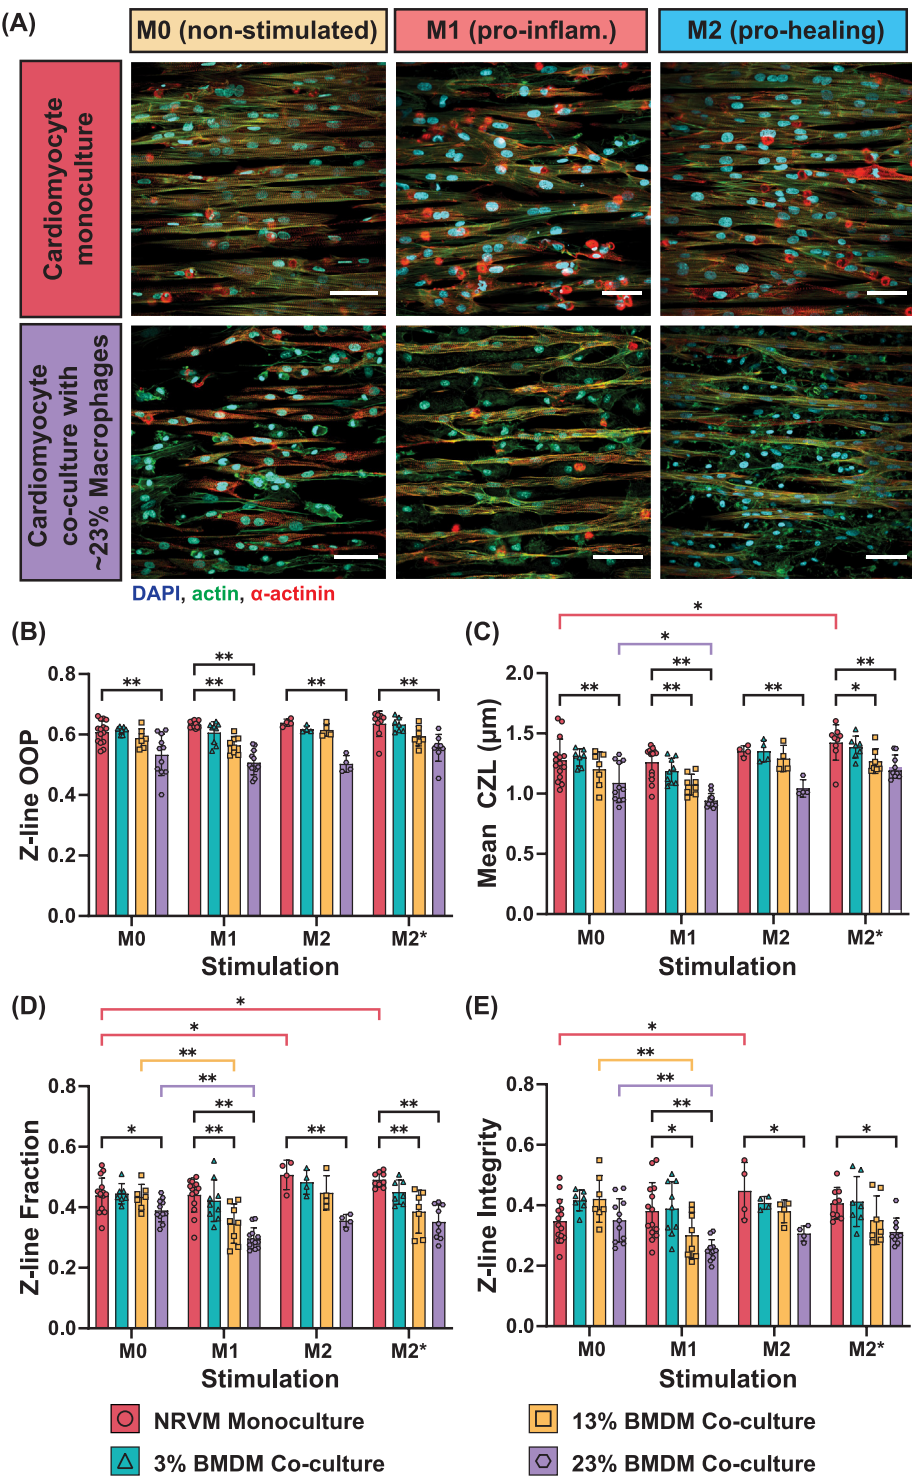 (A)
M0 (non-stimulated)
M1 (pro-inflam.)
M2 (pro-healing)
Cardiomyocyte
monoculture
Cardiomyocyte
co-culture with
~23% Macrophages
DAPI, actin, α-actinin
(B)
**
**
**
**
**
0.8
0.6
0.4
0.2
0.0
Z-line OOP
M0
M1
M2
M2*
Stimulation
(C)
*
*
**
**
**
**
**
*
2.0
1.5
1.0
0.5
0.0
Mean CZL (μm)
M0
M1
M2
M2*
Stimulation
(D)
*
*
**
**
*
**
**
**
**
**
0.8
0.6
0.4
0.2
0.0
Z-line Fraction
M0
M1
M2
M2*
Stimulation
(E)
*
**
**
**
*
*
*
0.8
0.6
0.4
0.2
0.0
Z-line Integrity
M0
M1
M2
M2*
Stimulation
NRVM Monoculture
13% BMDM Co-culture
3% BMDM Co-culture
23% BMDM Co-culture